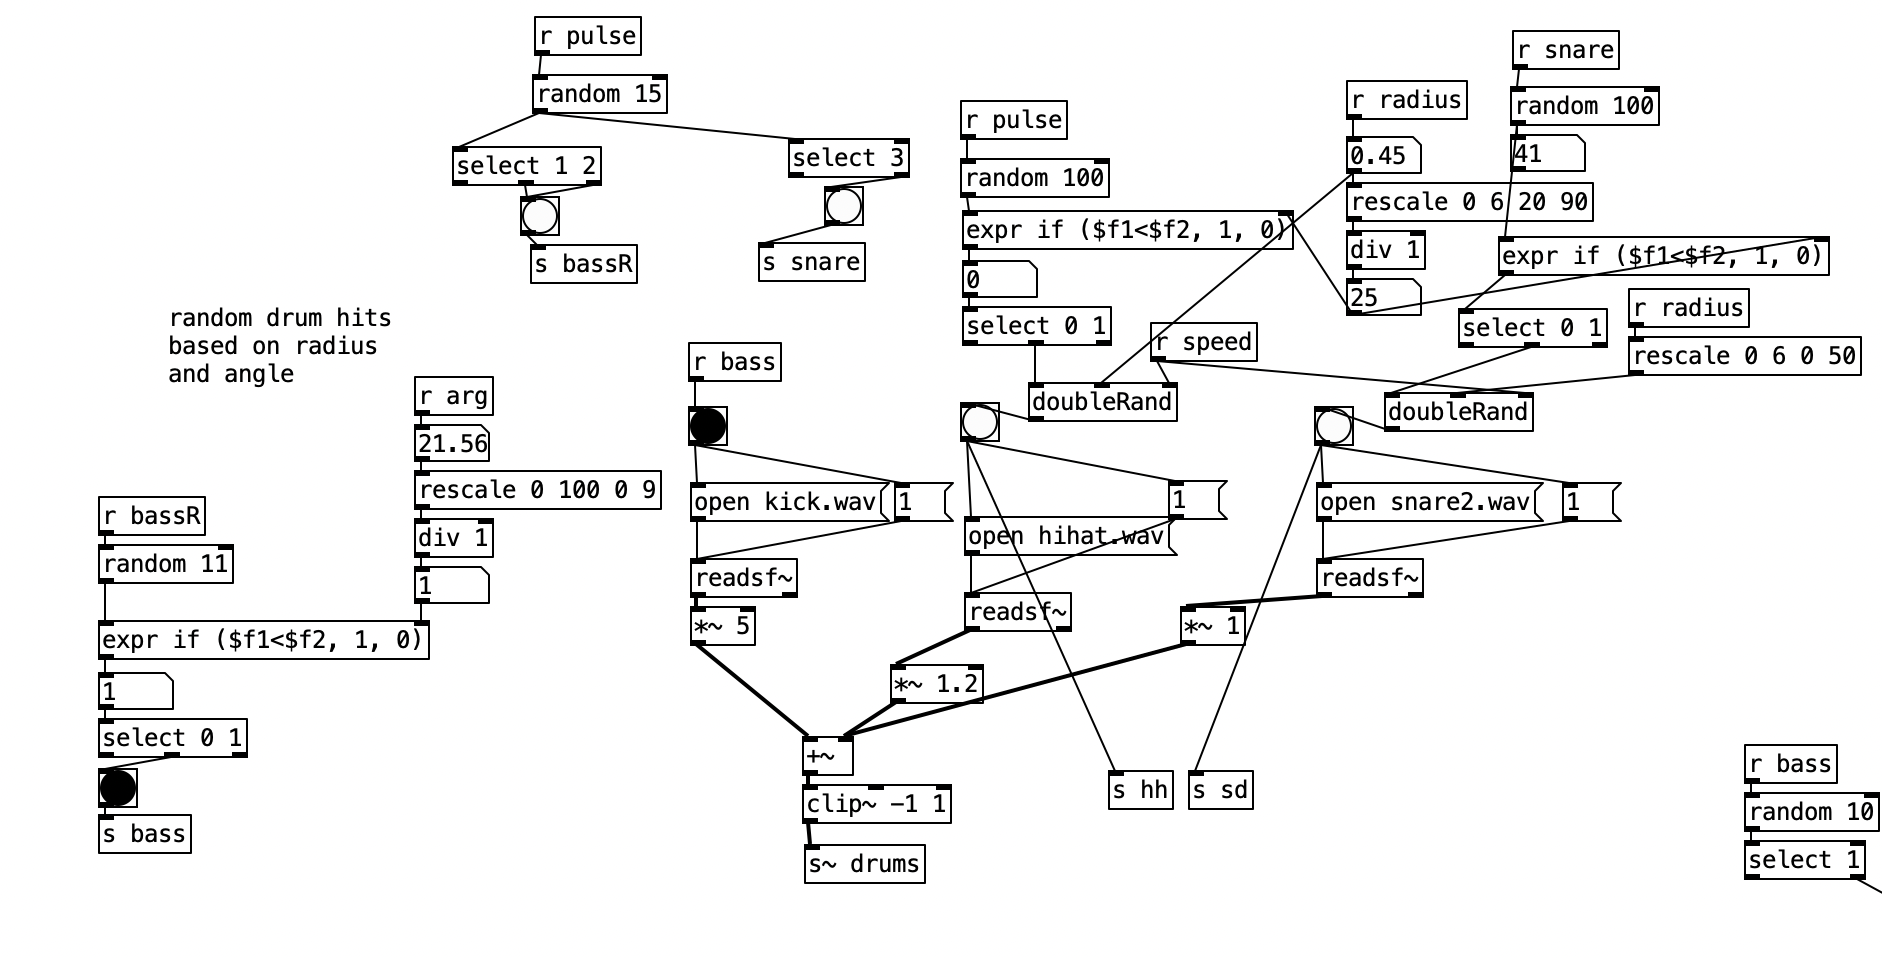 r pulse
random 15
select 1 2
select 3
s bassR
s snare
random drum hits
based on radius
and angle
r arg
21.56
rescale 0 100 0 9
div 1
1
r bassR
random 11
expr if ($f1<$f2, 1, 0)
1
select 0 1
s bass
r bass
open kick.wav
1
readsf~
*~ 5
r pulse
random 100
expr if ($f1<$f2, 1, 0)
0
select 0 1
r speed
doubleRand
1
open hihat.wav
readsf~
*~ 1.2
r radius
0.45
rescale 0 6 20 90
div 1
25
r snare
random 100
41
expr if ($f1<$f2, 1, 0)
select 0 1
r radius
rescale 0 6 0 50
doubleRand
open snare2.wav
1
readsf~
*~ 1
+~
clip~ −1 1
s~ drums
s hh
s sd
r bass
random 10
select 1